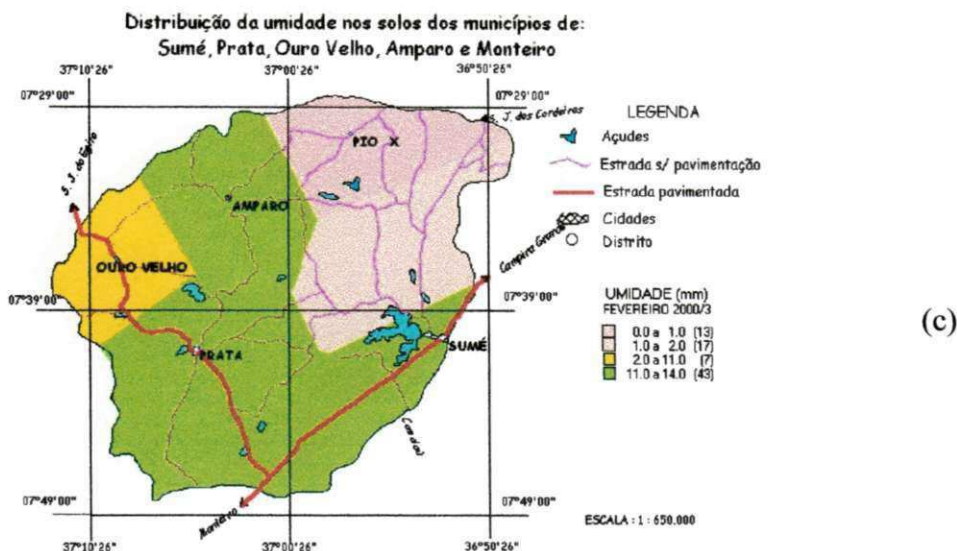 Distribuição da umidade nos solos dos municípios de:
Sumé, Prata, Ouro Velho, Amparo e Monteiro
37°10'26"
37°00'26"
36°50'26"
07°29'00"
07°29'00"
S. J. dos Cordeiros
LEGENDA
Açudes
PIO X
Estrada s/ pavimentação
Estrada pavimentada
AMPARO
Cidades
Distrito
Campina Grande
OURO VELHO
UMIDADE (mm)
FEVEREIRO 2000/3
07°39'00"
07°39'00"
0.0 a 1.0 (13)
1.0 a 2.0 (17)
2.0 a 11.0 (7)
11.0 a 14.0 (43)
(c)
SUMÉ
PRATA
07°49'00"
07°49'00"
Monteiro
ESCALA : 1 : 650.000
37°10'26"
37°00'26"
36°50'26"